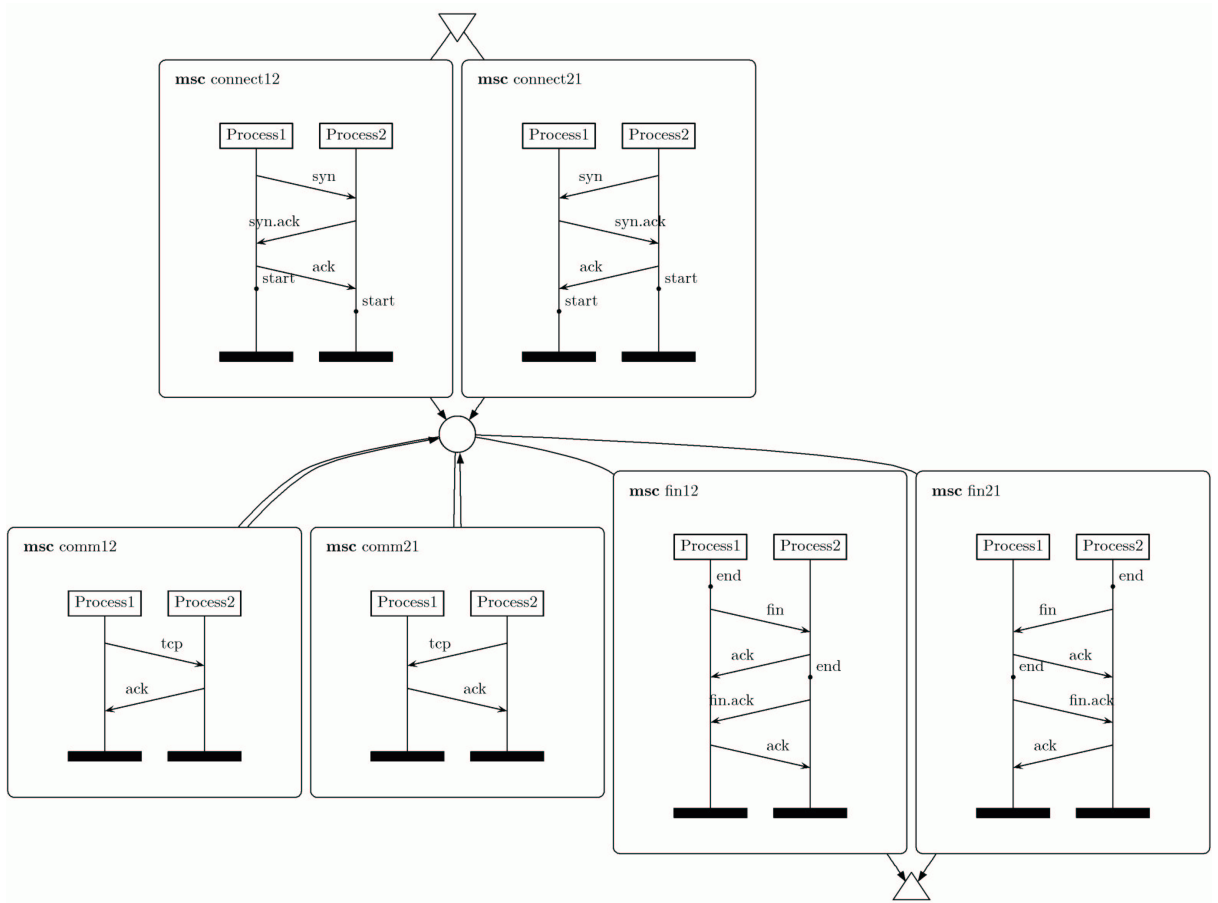 msc connect12
Process1 Process2
syn
syn.ack
ack
start
start
msc connect21
Process1 Process2
syn
syn.ack
ack
start
start
msc comm12
Process1 Process2
tcp
ack
msc comm21
Process1 Process2
tcp
ack
msc fin12
Process1 Process2
end
fin
ack
end
fin.ack
ack
msc fin21
Process1 Process2
end
fin
ack
end
fin.ack
ack